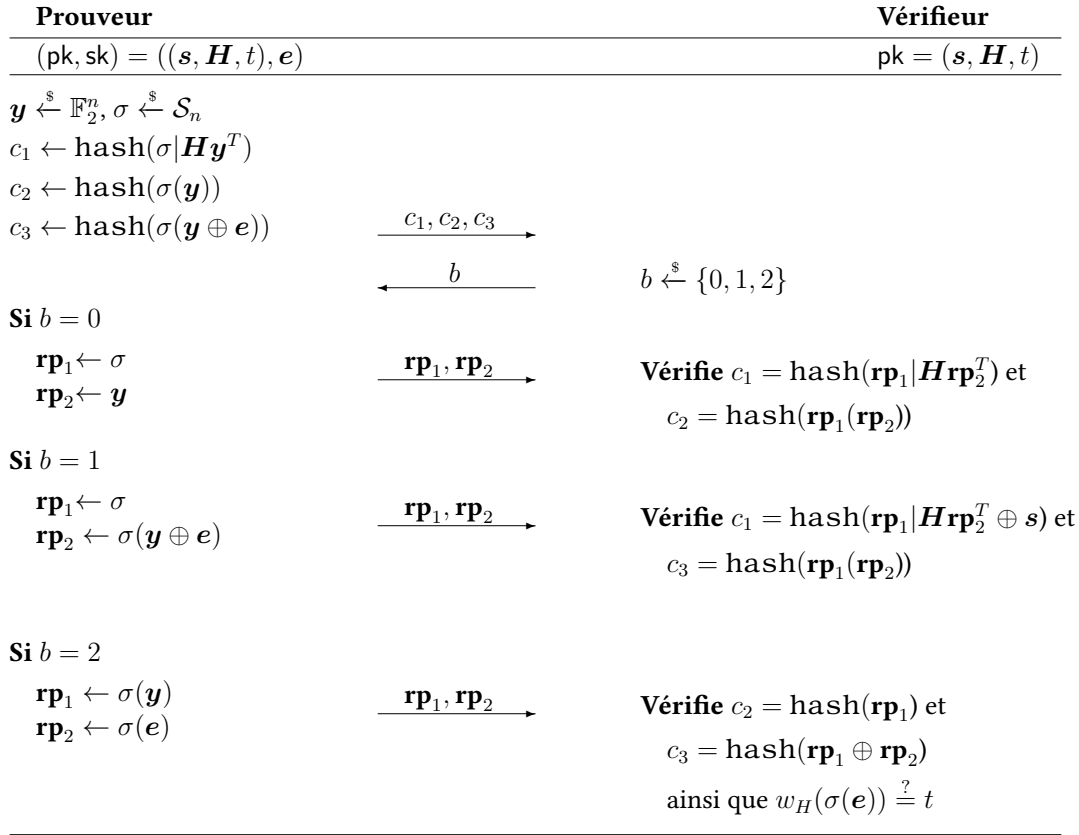 Prouveur Vérifieur
(pk, sk) = ((s, H, t), e) pk = (s, H, t)
y ←$ 𝔽₂ⁿ, σ ←$ 𝒮ₙ
c₁ ← hash(σ|Hyᵀ)
c₂ ← hash(σ(y))
c₃ ← hash(σ(y ⊕ e)) c₁, c₂, c₃
b b ←$ {0, 1, 2}
Si b = 0
rp₁ ← σ
rp₂ ← y
rp₁, rp₂
Vérifie c₁ = hash(rp₁|Hrp₂ᵀ) et
c₂ = hash(rp₁(rp₂))
Si b = 1
rp₁ ← σ
rp₂ ← σ(y ⊕ e)
rp₁, rp₂
Vérifie c₁ = hash(rp₁|Hrp₂ᵀ ⊕ s) et
c₃ = hash(rp₁(rp₂))
Si b = 2
rp₁ ← σ(y)
rp₂ ← σ(e)
rp₁, rp₂
Vérifie c₂ = hash(rp₁) et
c₃ = hash(rp₁ ⊕ rp₂)
ainsi que w_H(σ(e)) ≟ t